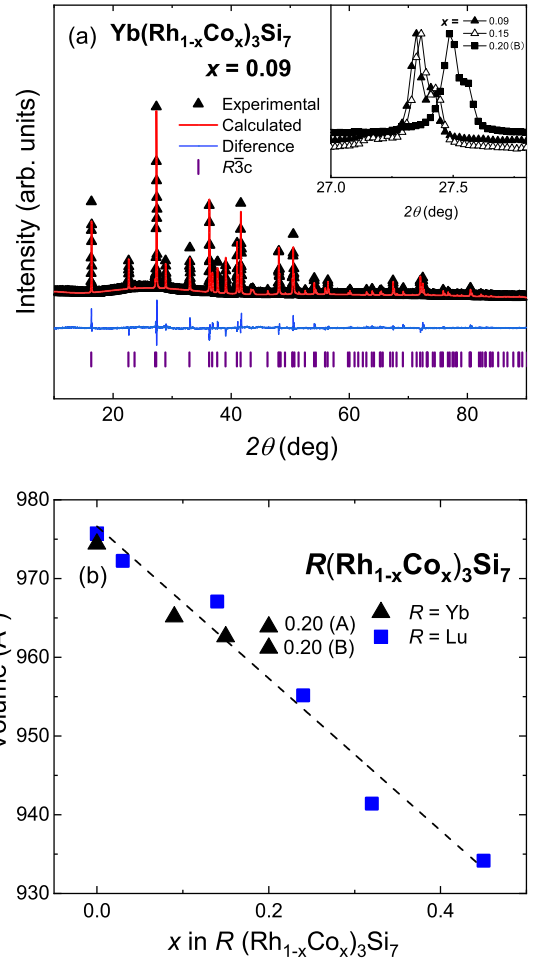 (a) Yb(Rh1-xCox)3Si7
x = 0.09
Experimental
Calculated
Diference
R3̅c
Intensity (arb. units)
20 40 60 80
2θ (deg)
x =
0.09
0.15
0.20 (B)
27.0 27.5
2θ (deg)
980
970
960
950
940
930
(b)
R(Rh1-xCox)3Si7
R = Yb
R = Lu
0.20 (A)
0.20 (B)
0.0 0.2 0.4
x in R (Rh1-xCox)3Si7